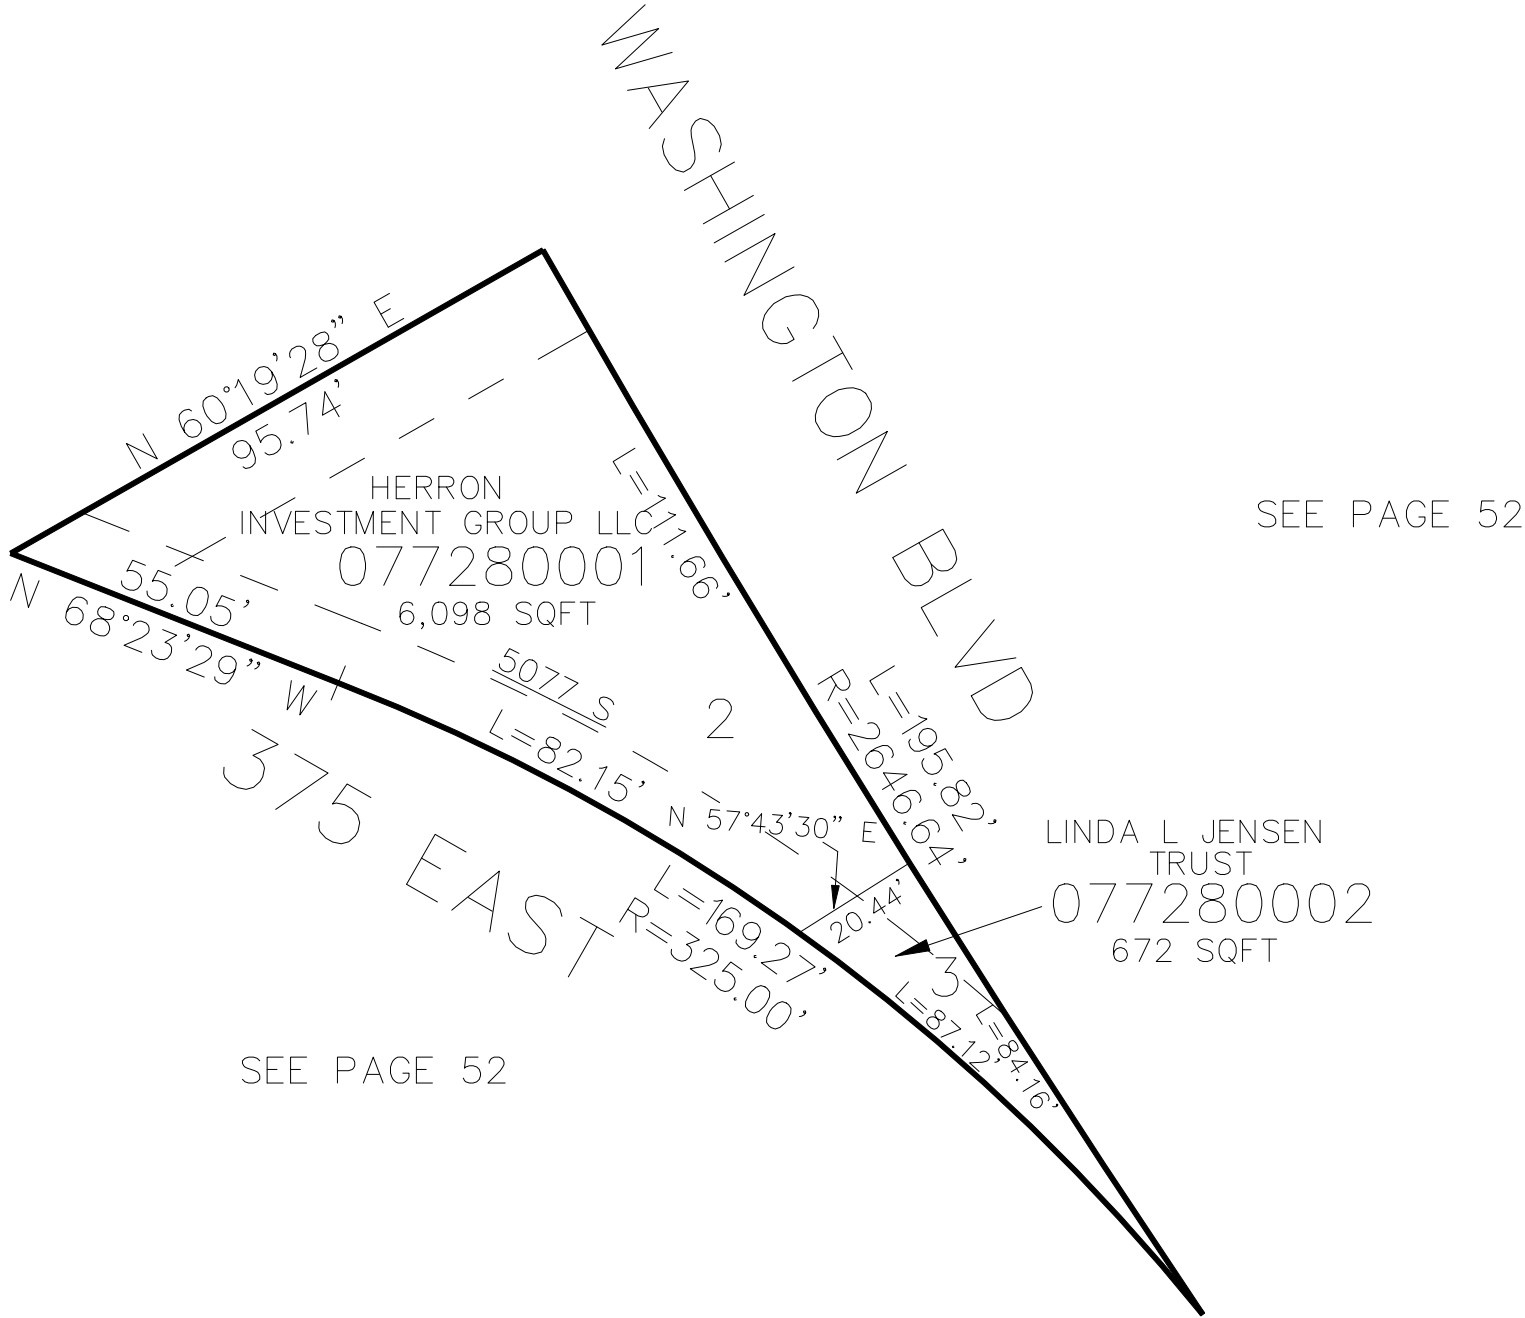 WASHINGTON BLVD
N 60°19'28" E
95.74'
HERRON
INVESTMENT GROUP LLC
077280001
6,098 SQFT
L=111.66'
SEE PAGE 52
55.05'
N 68°23'29" W
5077 S
2
L=82.15'
L=195.82'
R=2646.64'
375 EAST
N 57°43'30" E
20.44'
LINDA L JENSEN
TRUST
077280002
672 SQFT
L=169.27'
R=325.00'
3
L=87.12'
L=84.16'
SEE PAGE 52